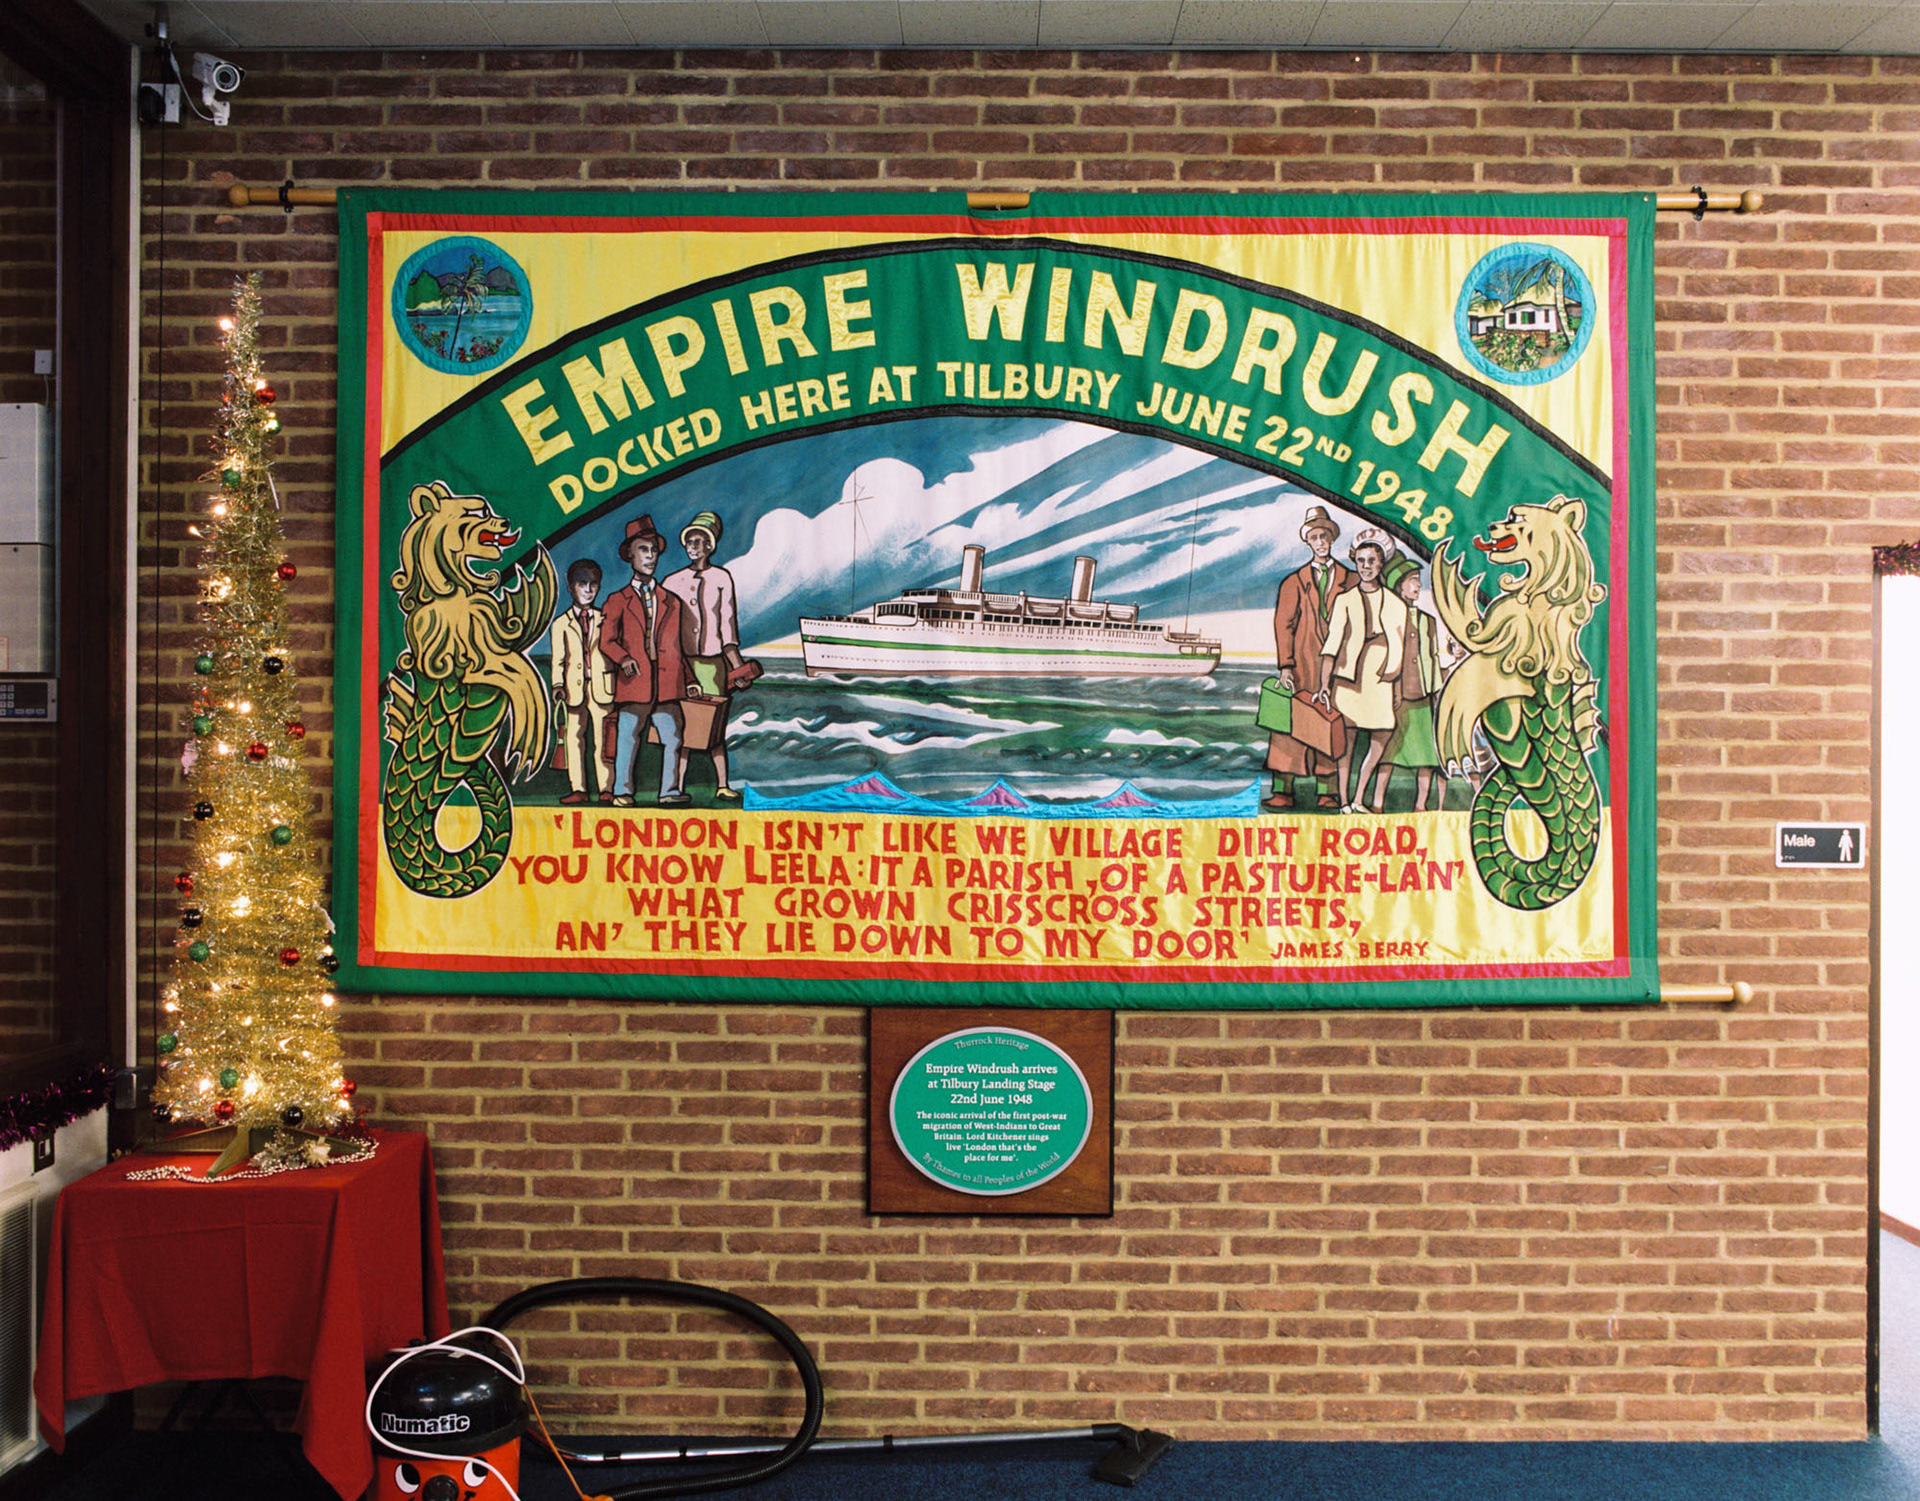 EMPIRE WINDRUSH
DOCKED HERE AT TILBURY JUNE 22ND 1948
'LONDON ISN'T LIKE WE VILLAGE DIRT ROAD,
YOU KNOW LEELA: IT A PARISH, OF A PASTURE-LAN'
WHAT GROWN CRISSCROSS STREETS,
AN' THEY LIE DOWN TO MY DOOR' JAMES BERRY
Male
Thurrock Heritage
Empire Windrush arrives
at Tilbury Landing Stage
22nd June 1948
The iconic arrival of the first post-war
migration of West-Indians to Great
Britain. Lord Kitchener sings
live 'London that's the
place for me'.
By Thames to all Peoples of the World
Numatic